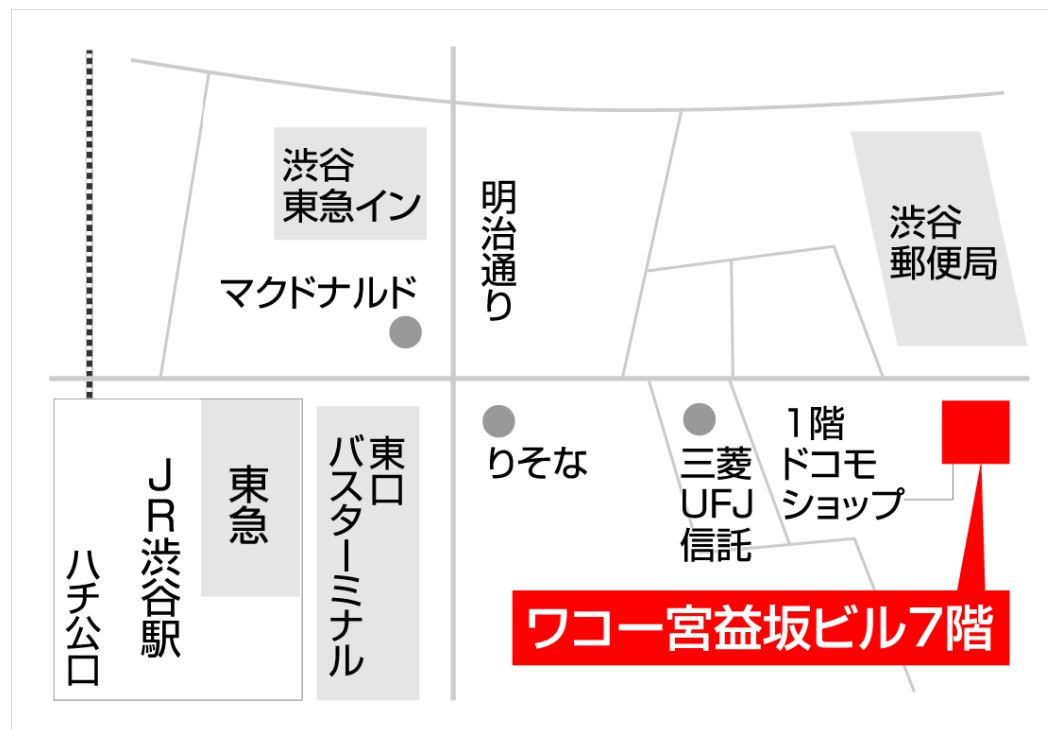 渋谷
東急イン
マクドナルド
明治通り
渋谷
郵便局
ハチ公口
JR渋谷駅
東急
東口
バスターミナル
りそな
三菱
UFJ
信託
1階
ドコモ
ショップ
ワコー宮益坂ビル7階